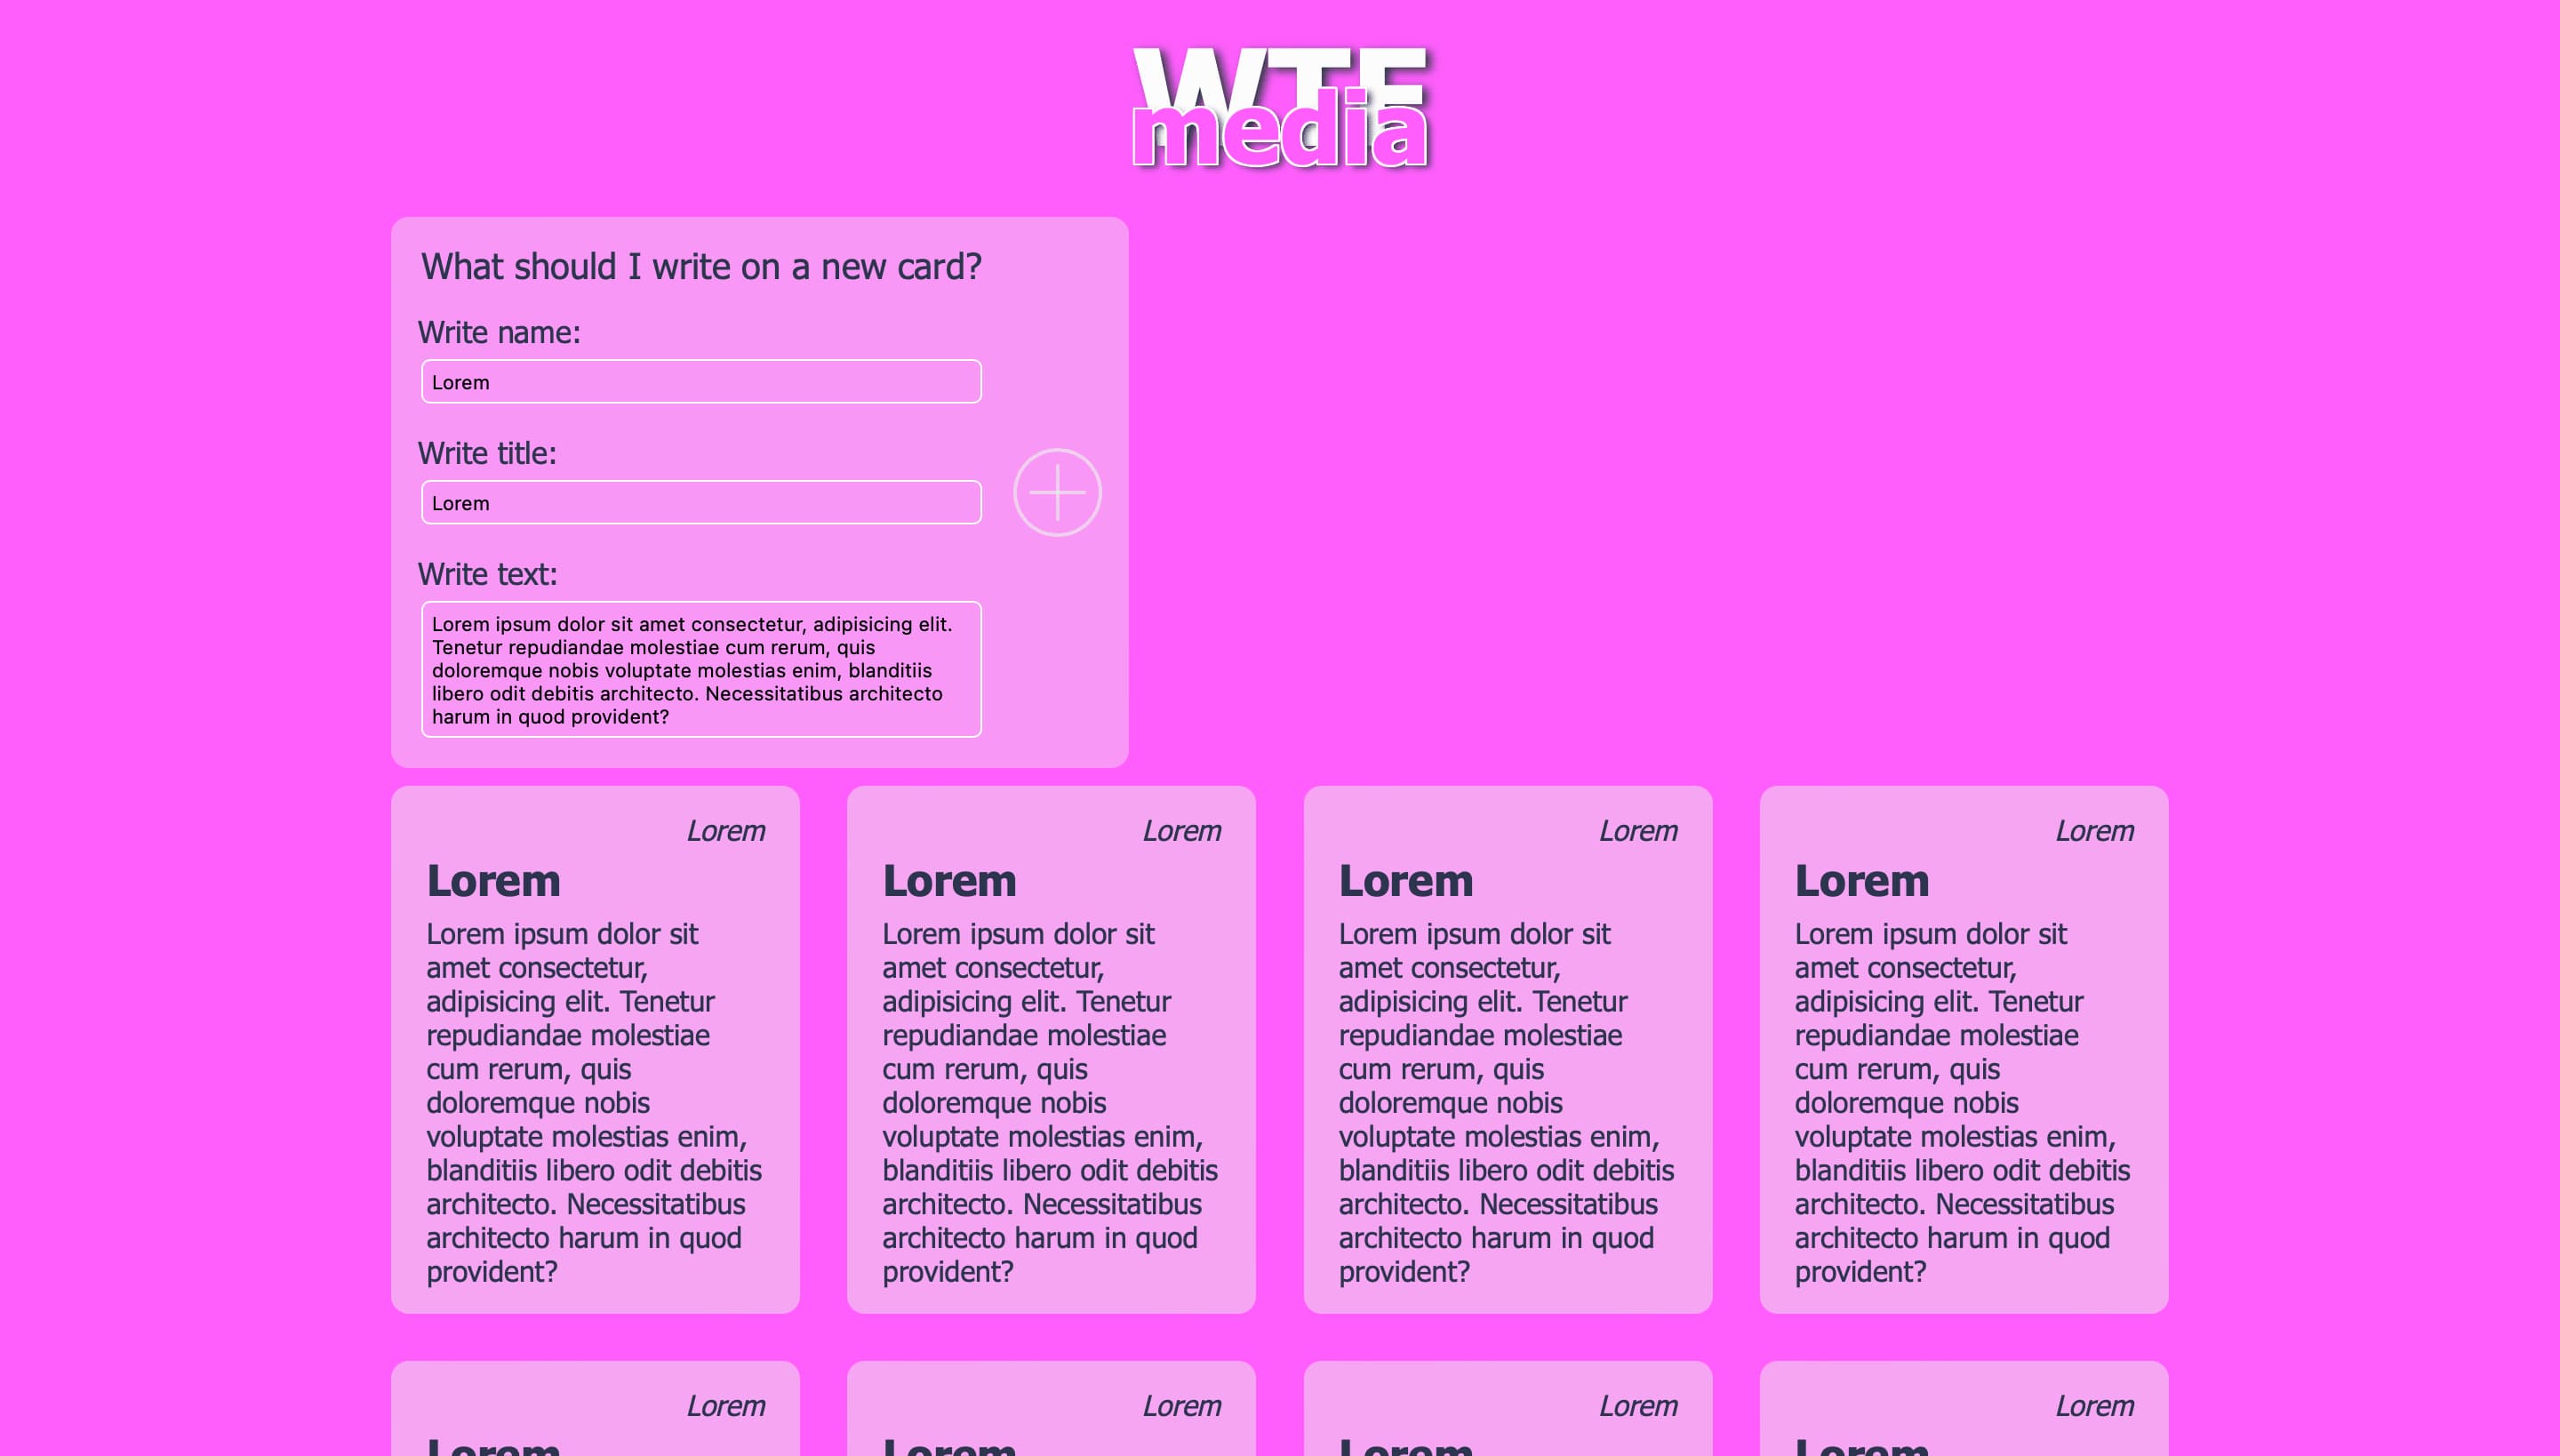 WTF
media
What should I write on a new card?
Write name:
Lorem
Write title:
Lorem
Write text:
Lorem ipsum dolor sit amet consectetur, adipisicing elit.
Tenetur repudiandae molestiae cum rerum, quis
doloremque nobis voluptate molestias enim, blanditiis
libero odit debitis architecto. Necessitatibus architecto
harum in quod provident?
Lorem
Lorem
Lorem ipsum dolor sit
amet consectetur,
adipisicing elit. Tenetur
repudiandae molestiae
cum rerum, quis
doloremque nobis
voluptate molestias enim,
blanditiis libero odit debitis
architecto. Necessitatibus
architecto harum in quod
provident?
Lorem
Lorem
Lorem ipsum dolor sit
amet consectetur,
adipisicing elit. Tenetur
repudiandae molestiae
cum rerum, quis
doloremque nobis
voluptate molestias enim,
blanditiis libero odit debitis
architecto. Necessitatibus
architecto harum in quod
provident?
Lorem
Lorem
Lorem ipsum dolor sit
amet consectetur,
adipisicing elit. Tenetur
repudiandae molestiae
cum rerum, quis
doloremque nobis
voluptate molestias enim,
blanditiis libero odit debitis
architecto. Necessitatibus
architecto harum in quod
provident?
Lorem
Lorem
Lorem ipsum dolor sit
amet consectetur,
adipisicing elit. Tenetur
repudiandae molestiae
cum rerum, quis
doloremque nobis
voluptate molestias enim,
blanditiis libero odit debitis
architecto. Necessitatibus
architecto harum in quod
provident?
Lorem
Lorem
Lorem
Lorem
Lorem
Lorem
Lorem
Lorem